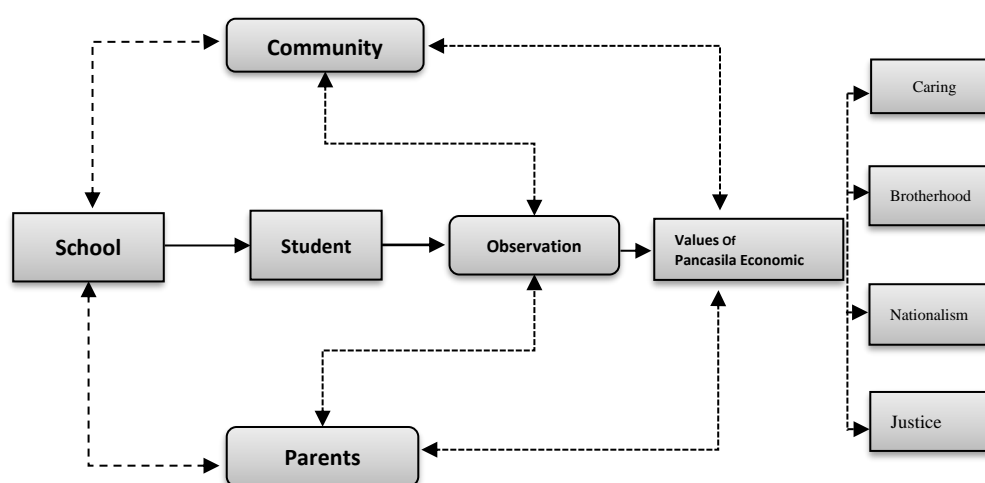 Community
Caring
Brotherhood
School
Student
Observation
Values Of
Pancasila Economic
Nationalism
Justice
Parents